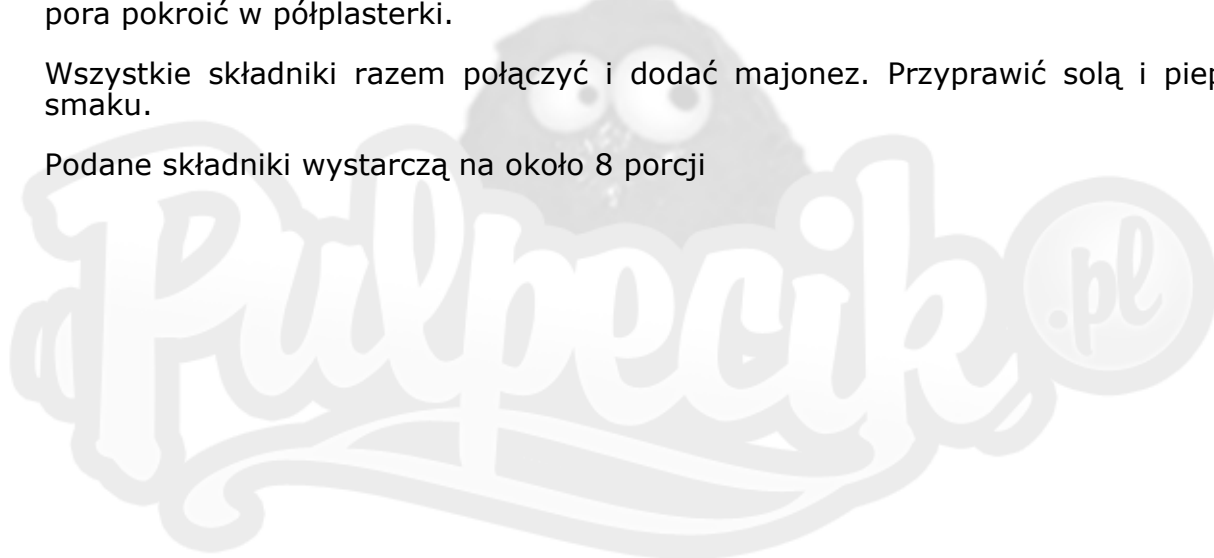 pora pokroić w półplasterki.
Wszystkie składniki razem połączyć i dodać majonez. Przyprawić solą i
smaku.
Podane składniki wystarczą na około 8 porcji
Pulpecik .pl